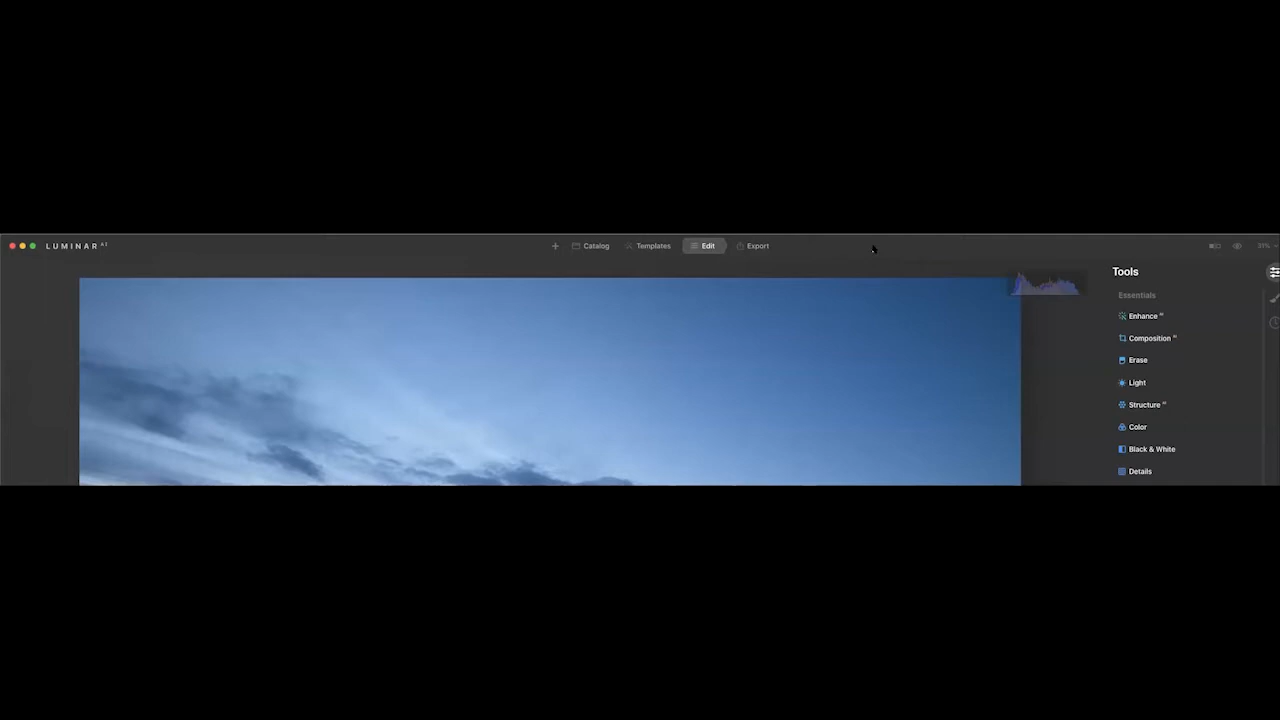 LUMINAR AI
Catalog Templates Edit Export
31%
Tools
Essentials
Enhance AI
Composition AI
Erase
Light
Structure AI
Color
Black & White
Details